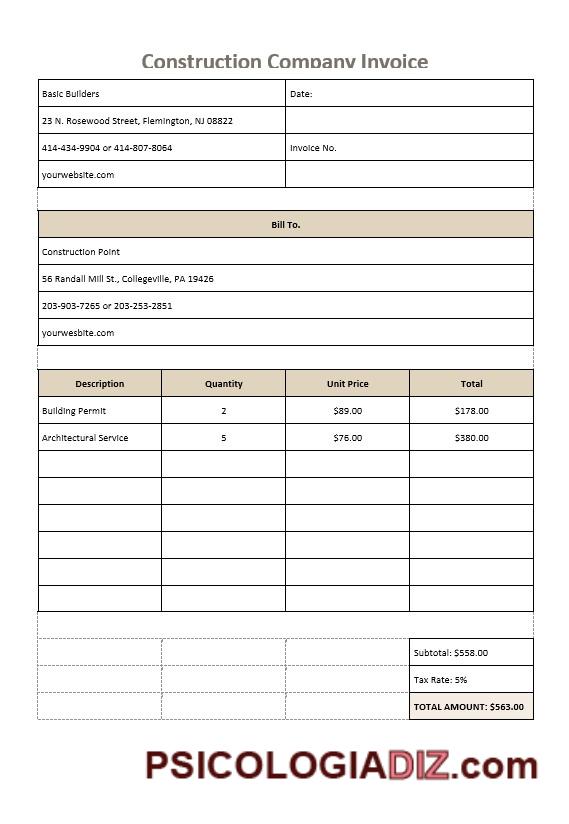 Construction Company Invoice
Basic Builders Date:
23 N. Rosewood Street, Flemington, NJ 08822
414-434-9904 or 414-807-8064 Invoice No.
yourwebsite.com
Bill To.
Construction Point
56 Randall Mill St., Collegeville, PA 19426
203-903-7265 or 203-253-2851
yourwesbite.com
Description Quantity Unit Price Total
Building Permit 2 $89.00 $178.00
Architectural Service 5 $76.00 $380.00
Subtotal: $558.00
Tax Rate: 5%
TOTAL AMOUNT: $563.00
PSICOLOGIADIZ.com